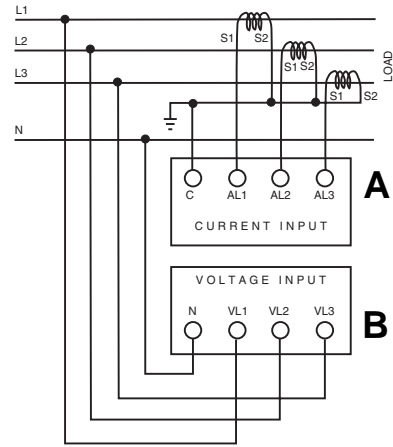 L1
S1 S2
L2
S1 S2
L3
S1 S2
LOAD
N
C AL1 AL2 AL3
CURRENT INPUT
A
VOLTAGE INPUT
N VL1 VL2 VL3
B